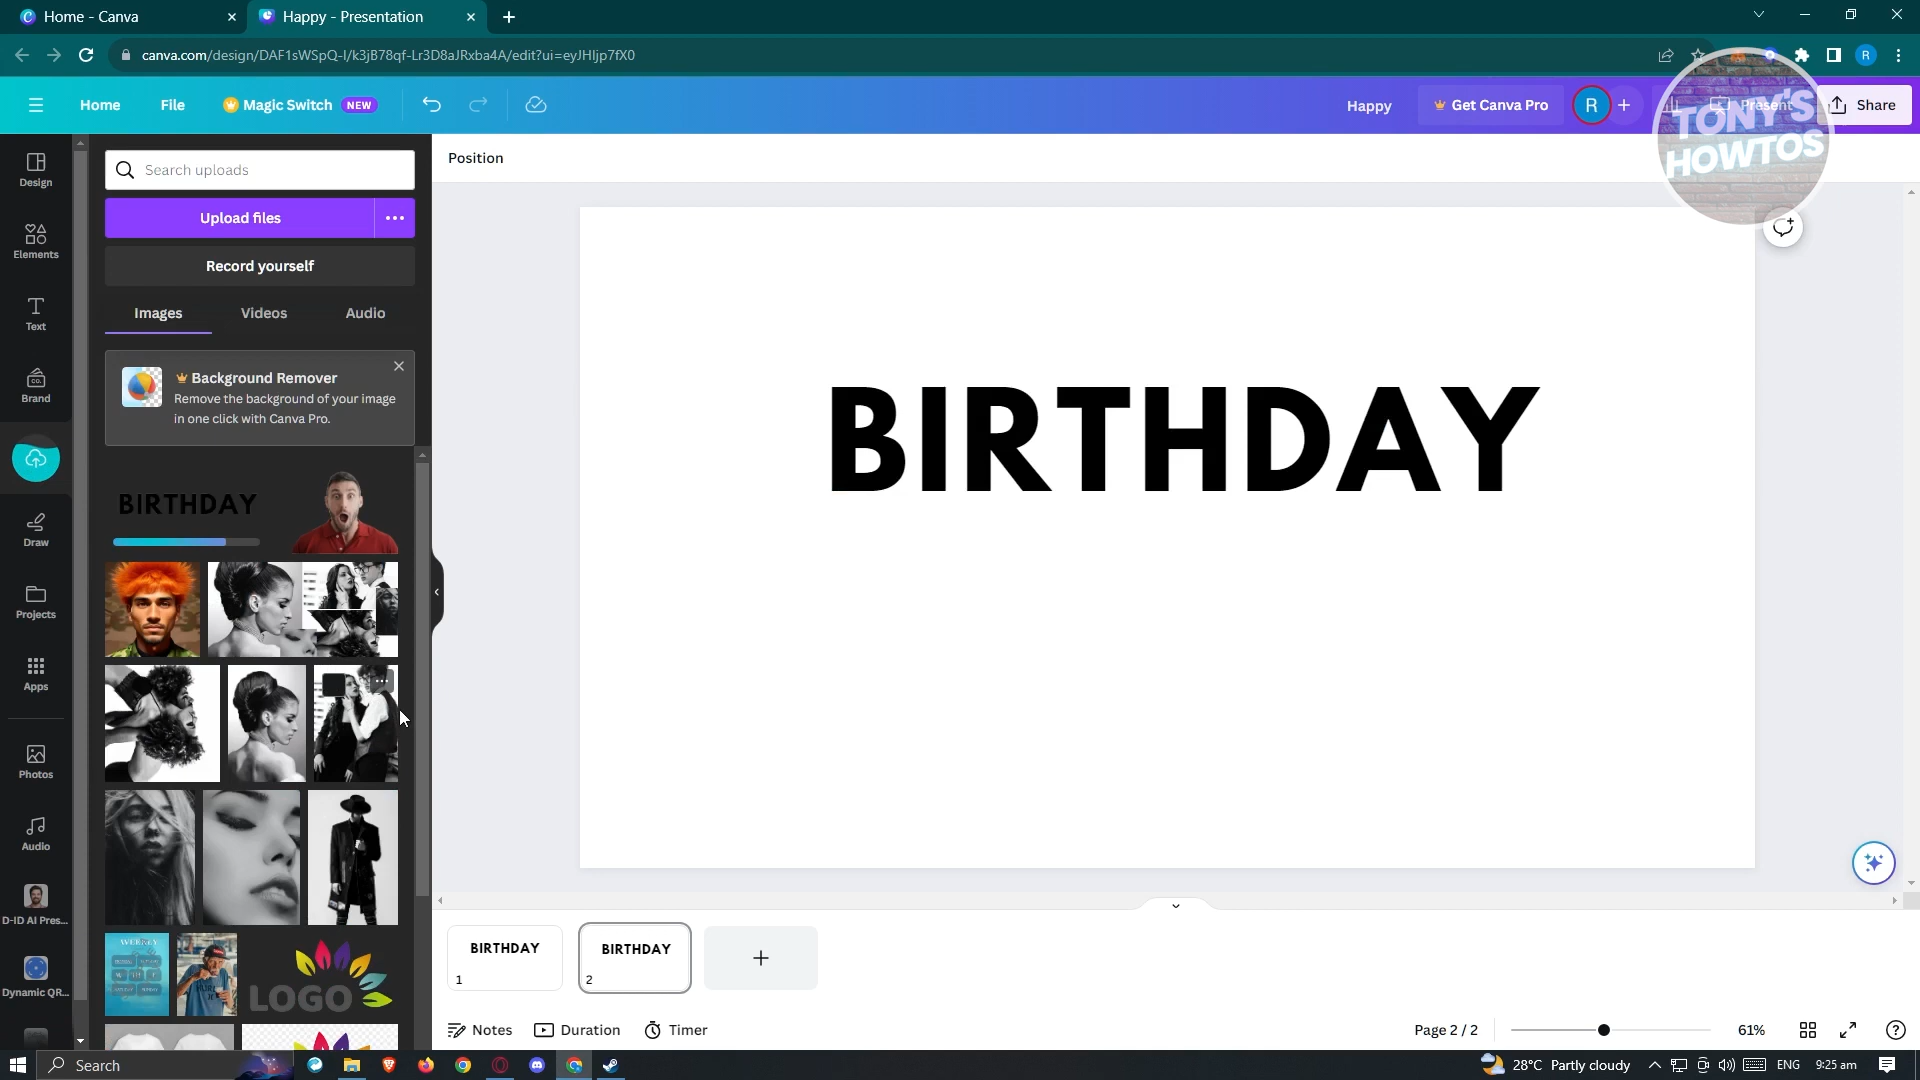 Home - Canva
Happy - Presentation
canva.com/design/DAF1sWSpQ-I/k3jB78qf-Lr3D8aJRxba4A/edit?ui=eyJHIjp7fX0
R
Home
File
Magic Switch
NEW
Happy
Get Canva Pro
R
Present
Share
TONY'S
HOWTOS
Position
Design
Elements
Text
Brand
Draw
Projects
Apps
Photos
Audio
D-ID AI Pres...
Dynamic QR...
Search uploads
Upload files
Record yourself
Images
Videos
Audio
Background Remover
Remove the background of your image
in one click with Canva Pro.
BIRTHDAY
WEEKLY
LOGO
BIRTHDAY
BIRTHDAY
1
BIRTHDAY
2
Notes
Duration
Timer
Page 2 / 2
61%
Search
28°C Partly cloudy
ENG
9:25 am